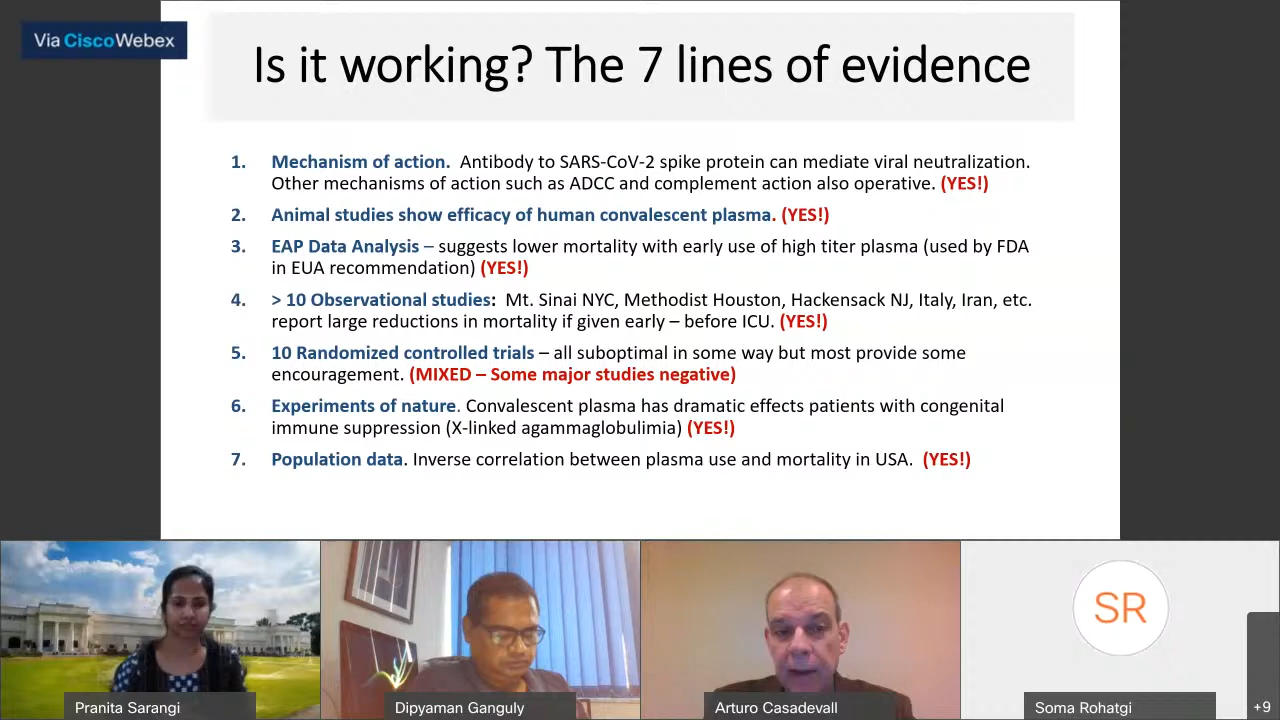 Via Cisco Webex
Is it working? The 7 lines of evidence
1. Mechanism of action. Antibody to SARS-CoV-2 spike protein can mediate viral neutralization.
Other mechanisms of action such as ADCC and complement action also operative. (YES!)
2. Animal studies show efficacy of human convalescent plasma. (YES!)
3. EAP Data Analysis – suggests lower mortality with early use of high titer plasma (used by FDA
in EUA recommendation) (YES!)
4. > 10 Observational studies: Mt. Sinai NYC, Methodist Houston, Hackensack NJ, Italy, Iran, etc.
report large reductions in mortality if given early – before ICU. (YES!)
5. 10 Randomized controlled trials – all suboptimal in some way but most provide some
encouragement. (MIXED – Some major studies negative)
6. Experiments of nature. Convalescent plasma has dramatic effects patients with congenital
immune suppression (X-linked agammaglobulimia) (YES!)
7. Population data. Inverse correlation between plasma use and mortality in USA. (YES!)
SR
Pranita Sarangi
Dipyaman Ganguly
Arturo Casadevall
Soma Rohatgi
+9